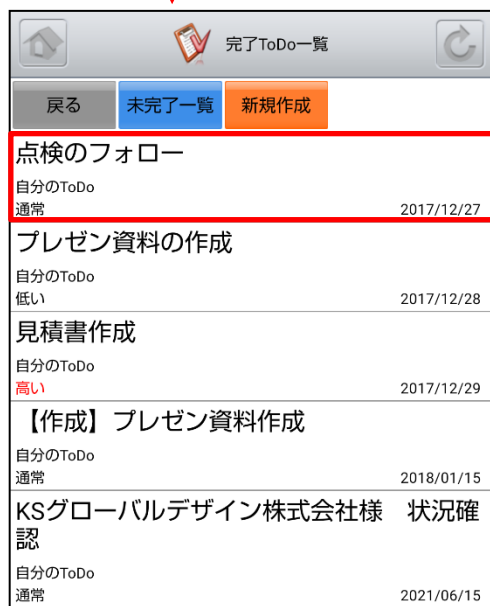 完了ToDo一覧
戻る 未完了一覧 新規作成
点検のフォロー
自分のToDo
通常 2017/12/27
プレゼン資料の作成
自分のToDo
低い 2017/12/28
見積書作成
自分のToDo
高い 2017/12/29
【作成】プレゼン資料作成
自分のToDo
通常 2018/01/15
KSグローバルデザイン株式会社様　状況確
認
自分のToDo
通常 2021/06/15